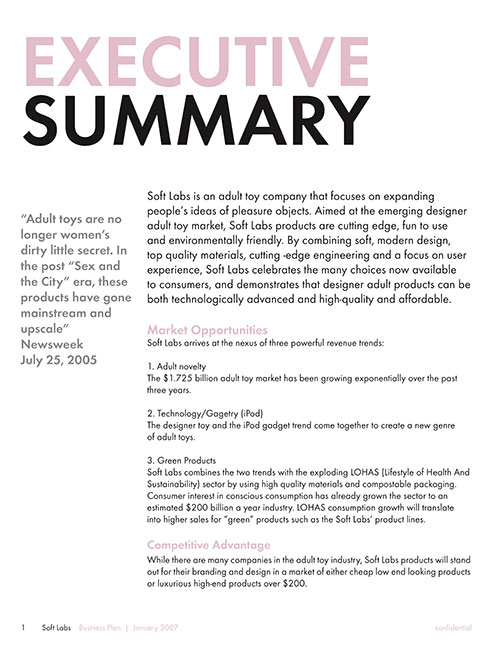 EXECUTIVE
SUMMARY
"Adult toys are no
longer women's
dirty little secret. In
the post "Sex and
the City" era, these
products have gone
mainstream and
upscale"
Newsweek
July 25, 2005
Soft Labs is an adult toy company that focuses on expanding
people's ideas of pleasure objects. Aimed at the emerging designer
adult toy market, Soft Labs products are cutting edge, fun to use
and environmentally friendly. By combining soft, modern design,
top quality materials, cutting -edge engineering and a focus on user
experience, Soft Labs celebrates the many choices now available
to consumers, and demonstrates that designer adult products can be
both technologically advanced and high-quality and affordable.
Market Opportunities
Soft Labs arrives at the nexus of three powerful revenue trends:
1. Adult novelty
The $1.725 billion adult toy market has been growing exponentially over the past
three years.
2. Technology/Gagetry (iPod)
The designer toy and the iPod gadget trend come together to create a new genre
of adult toys.
3. Green Products
Soft Labs combines the two trends with the exploding LOHAS (Lifestyle of Health And
Sustainability) sector by using high quality materials and compostable packaging.
Consumer interest in conscious consumption has already grown the sector to an
estimated $200 billion a year industry. LOHAS consumption growth will translate
into higher sales for "green" products such as the Soft Labs' product lines.
Competitive Advantage
While there are many companies in the adult toy industry, Soft Labs products will stand
out for their branding and design in a market of either cheap low end looking products
or luxurious high-end products over $200.
1 Soft Labs Business Plan | January 2007 confidential